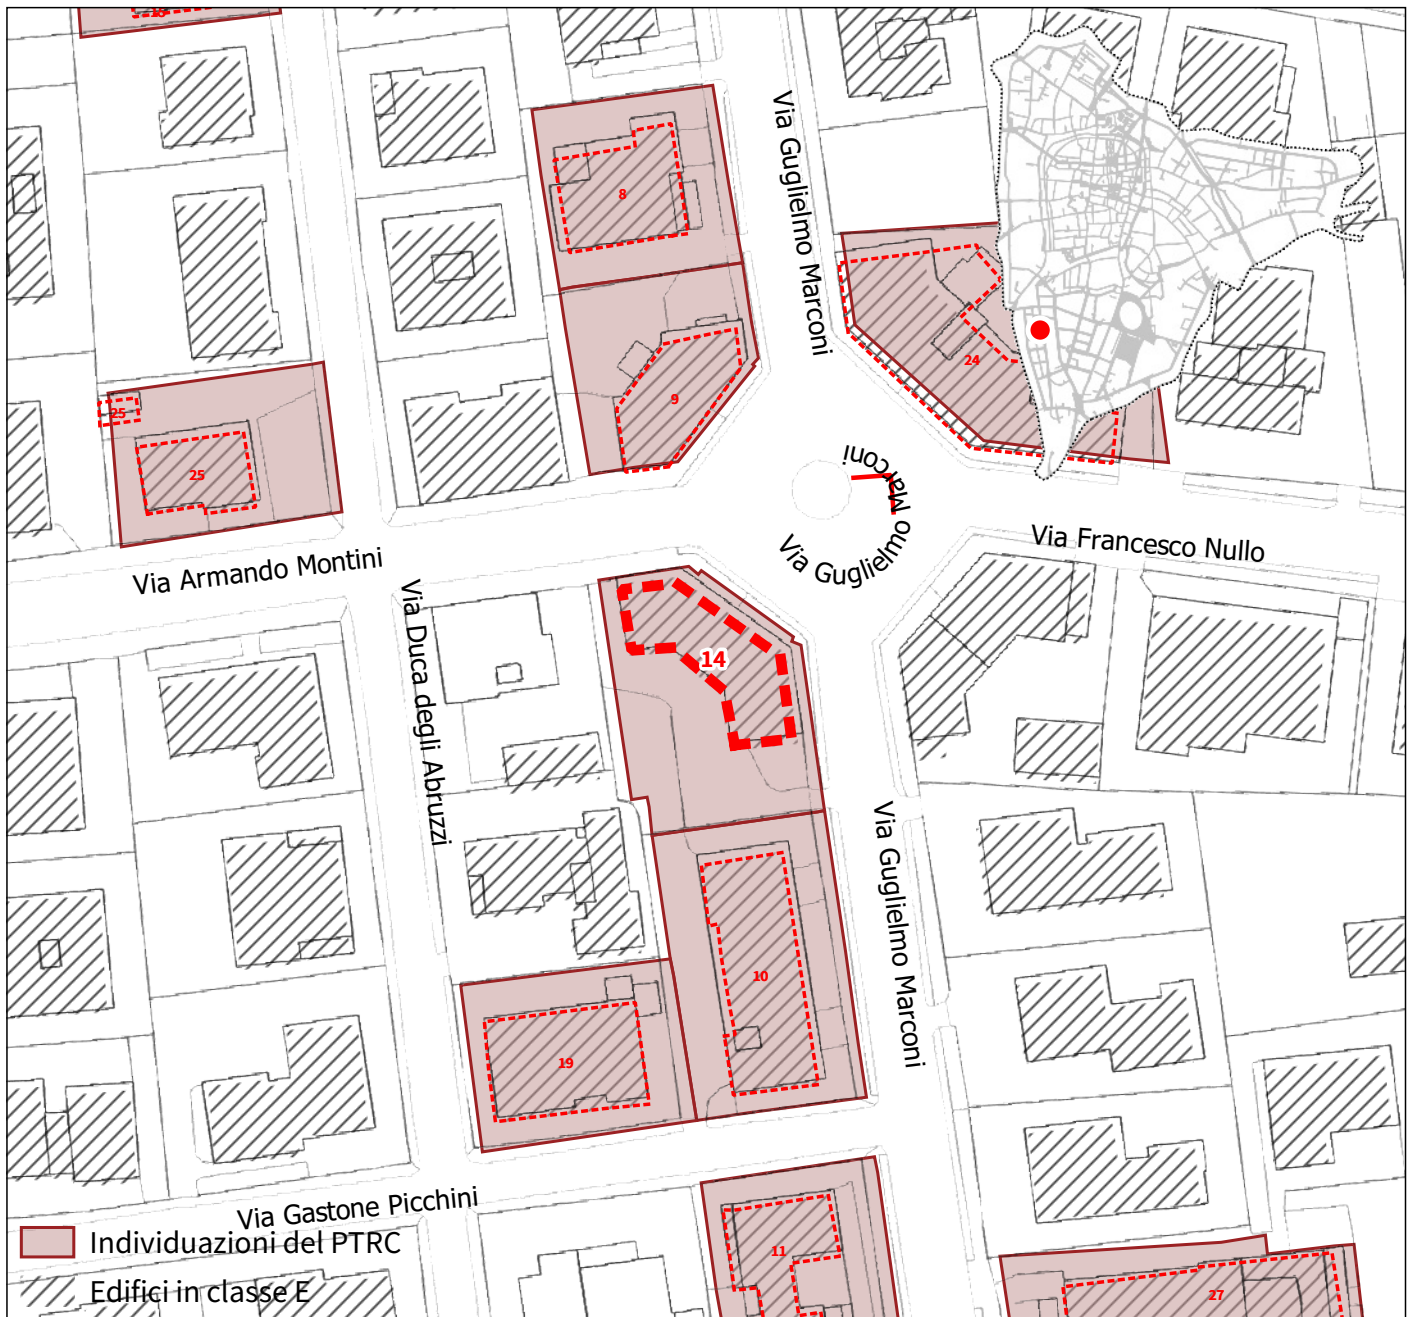 18
Via Guglielmo Marconi
8
24
9
25
25
Via Guglielmo Marconi
Via Francesco Nullo
Via Armando Montini
Via Duca degli Abruzzi
14
Via Guglielmo Marconi
10
19
Via Gastone Picchini
Individuazioni del PTRC
11
Edifici in classe E
27